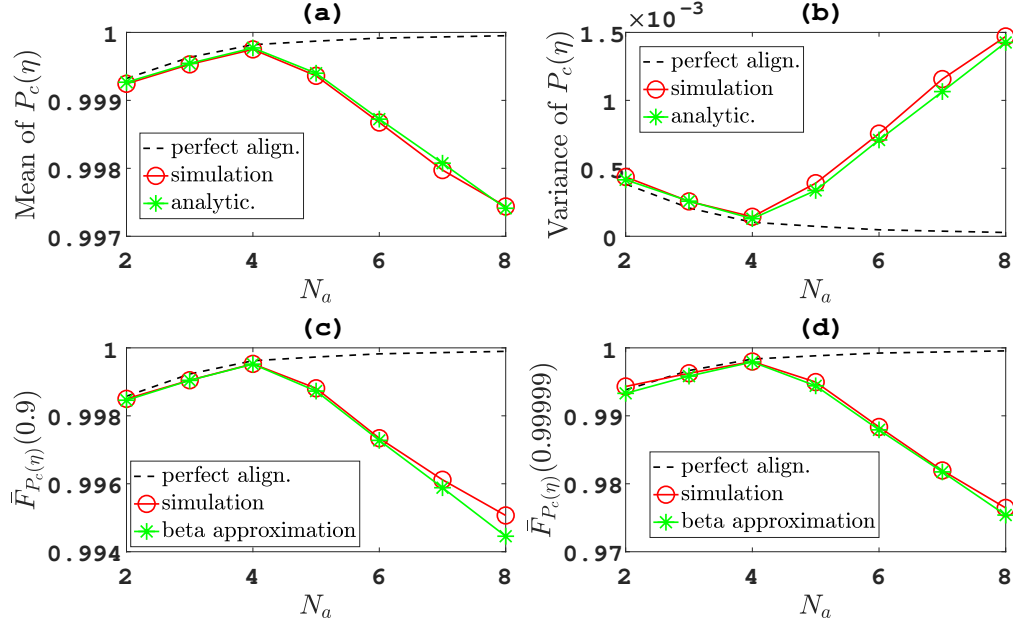 (a)
Mean of P_c(η)
1
0.999
0.998
0.997
perfect align.
simulation
analytic.
2 4 6 8
N_a
(b)
×10^{-3}
Variance of P_c(η)
1.5
1
0.5
0
perfect align.
simulation
analytic.
2 4 6 8
N_a
(c)
F̄_{P_c(η)}(0.9)
1
0.998
0.996
0.994
perfect align.
simulation
beta approximation
2 4 6 8
N_a
(d)
F̄_{P_c(η)}(0.99999)
1
0.99
0.98
0.97
perfect align.
simulation
beta approximation
2 4 6 8
N_a